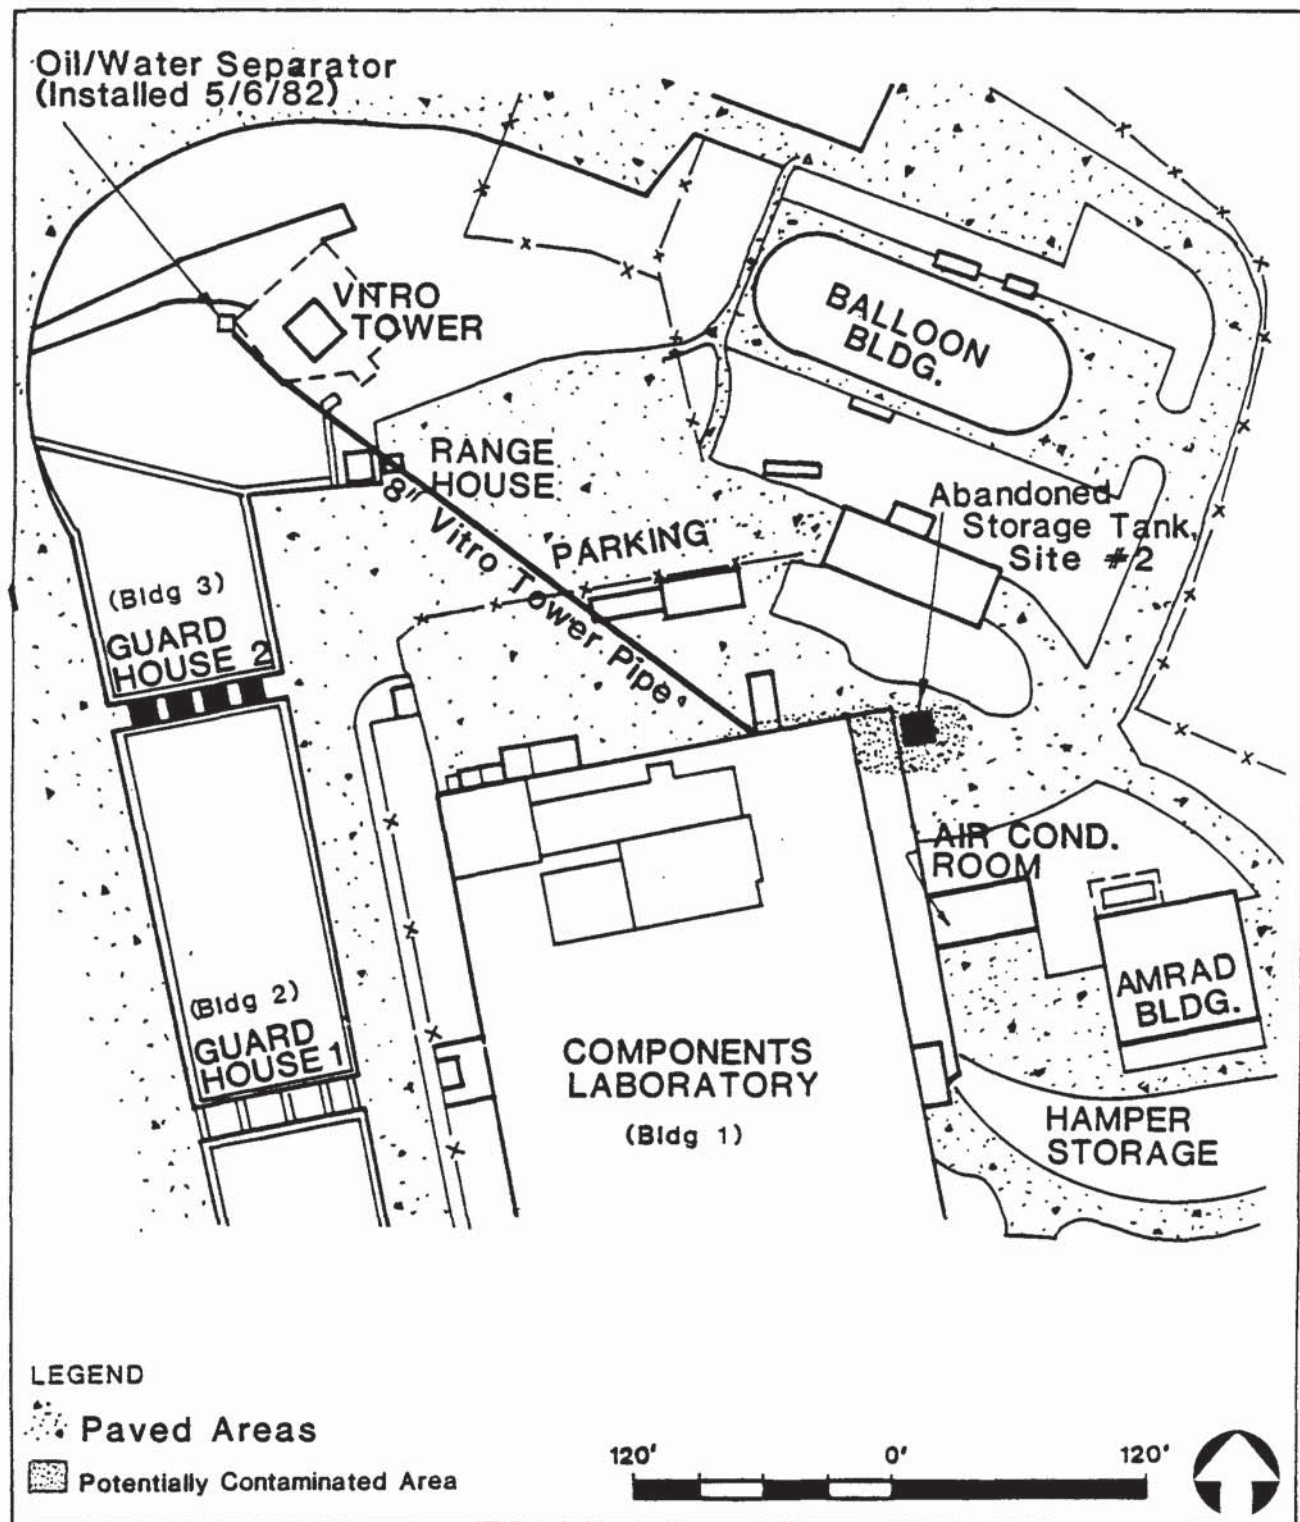 Oil/Water Separator
(Installed 5/6/82)
VITRO
TOWER
BALLOON
BLDG.
RANGE
HOUSE
8" Vitro Tower Pipe
PARKING
Abandoned
Storage Tank,
Site #2
(Bldg 3)
GUARD
HOUSE 2
AIR COND.
ROOM
AMRAD
BLDG.
(Bldg 2)
GUARD
HOUSE 1
COMPONENTS
LABORATORY
(Bldg 1)
HAMPER
STORAGE
LEGEND
Paved Areas
Potentially Contaminated Area
120' 0' 120'